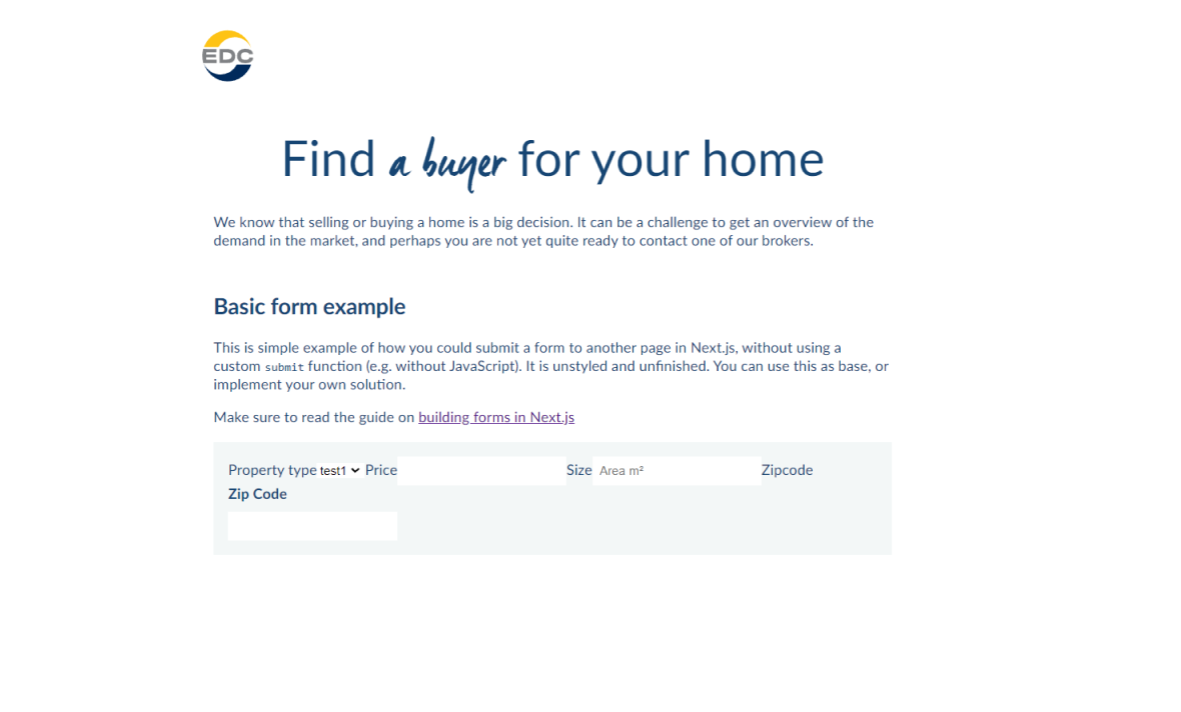 EDC
Find a buyer for your home
We know that selling or buying a home is a big decision. It can be a challenge to get an overview of the
demand in the market, and perhaps you are not yet quite ready to contact one of our brokers.
Basic form example
This is simple example of how you could submit a form to another page in Next.js, without using a
custom submit function (e.g. without JavaScript). It is unstyled and unfinished. You can use this as base, or
implement your own solution.
Make sure to read the guide on building forms in Next.js
Property type test1 Price Size Area m² Zipcode
Zip Code